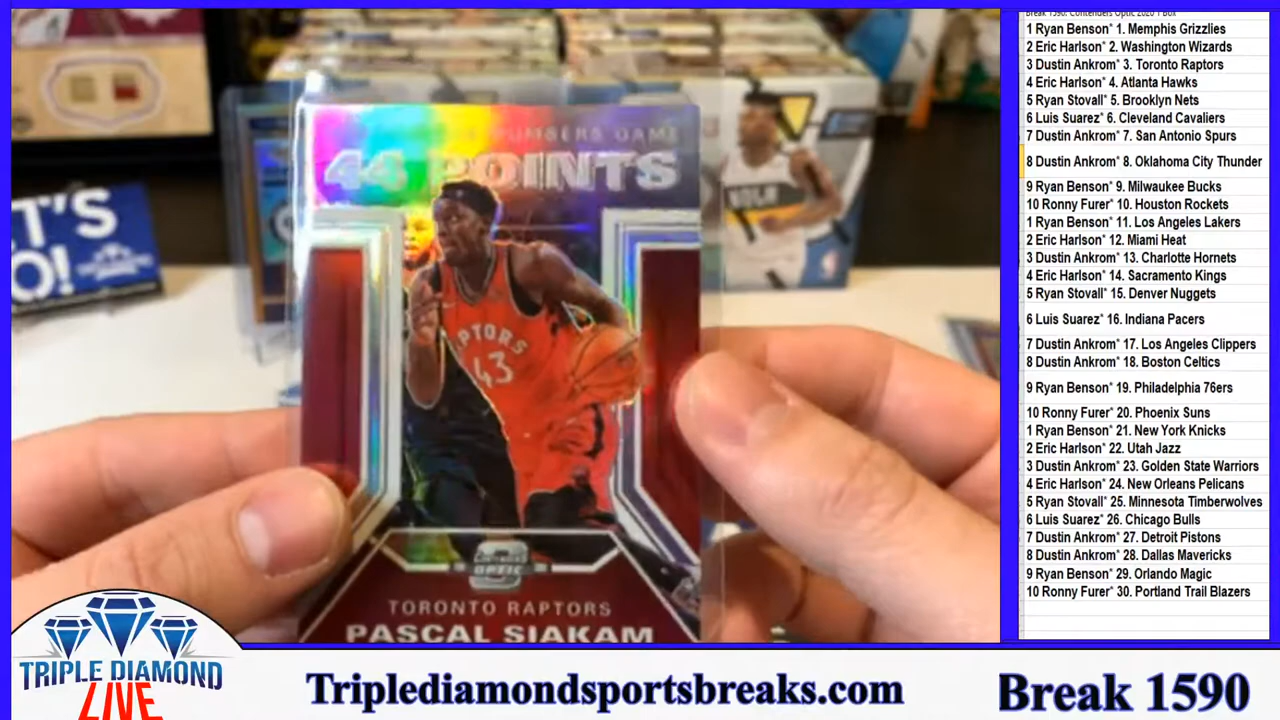 Break 1590. Contenders Optic 2020 1 Box
1 Ryan Benson* 1. Memphis Grizzlies
2 Eric Harlson* 2. Washington Wizards
3 Dustin Ankrom* 3. Toronto Raptors
4 Eric Harlson* 4. Atlanta Hawks
5 Ryan Stovall* 5. Brooklyn Nets
6 Luis Suarez* 6. Cleveland Cavaliers
7 Dustin Ankrom* 7. San Antonio Spurs
8 Dustin Ankrom* 8. Oklahoma City Thunder
9 Ryan Benson* 9. Milwaukee Bucks
10 Ronny Furer* 10. Houston Rockets
1 Ryan Benson* 11. Los Angeles Lakers
2 Eric Harlson* 12. Miami Heat
3 Dustin Ankrom* 13. Charlotte Hornets
4 Eric Harlson* 14. Sacramento Kings
5 Ryan Stovall* 15. Denver Nuggets
6 Luis Suarez* 16. Indiana Pacers
7 Dustin Ankrom* 17. Los Angeles Clippers
8 Dustin Ankrom* 18. Boston Celtics
9 Ryan Benson* 19. Philadelphia 76ers
10 Ronny Furer* 20. Phoenix Suns
1 Ryan Benson* 21. New York Knicks
2 Eric Harlson* 22. Utah Jazz
3 Dustin Ankrom* 23. Golden State Warriors
4 Eric Harlson* 24. New Orleans Pelicans
5 Ryan Stovall* 25. Minnesota Timberwolves
6 Luis Suarez* 26. Chicago Bulls
7 Dustin Ankrom* 27. Detroit Pistons
8 Dustin Ankrom* 28. Dallas Mavericks
9 Ryan Benson* 29. Orlando Magic
10 Ronny Furer* 30. Portland Trail Blazers
NUMBERS GAME
44 POINTS
NOLA
T'S
O!
APTORS
43
CONTENDERS
OPTIC
TORONTO RAPTORS
PASCAL SIAKAM
TRIPLE DIAMOND
LIVE
Triplediamondsportsbreaks.com
Break 1590